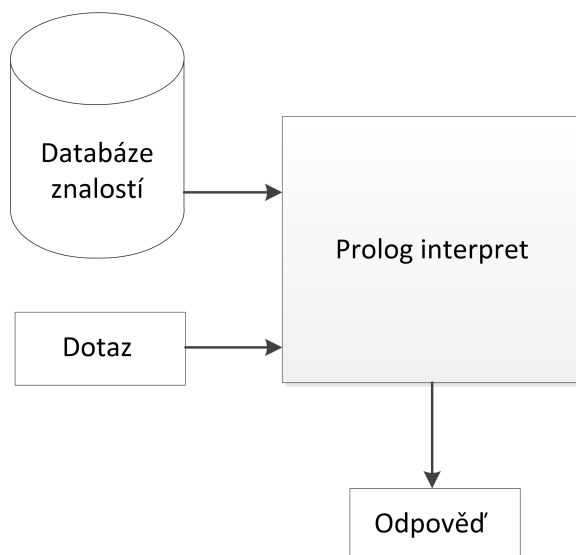 Databáze
znalostí
Prolog interpret
Dotaz
Odpověď